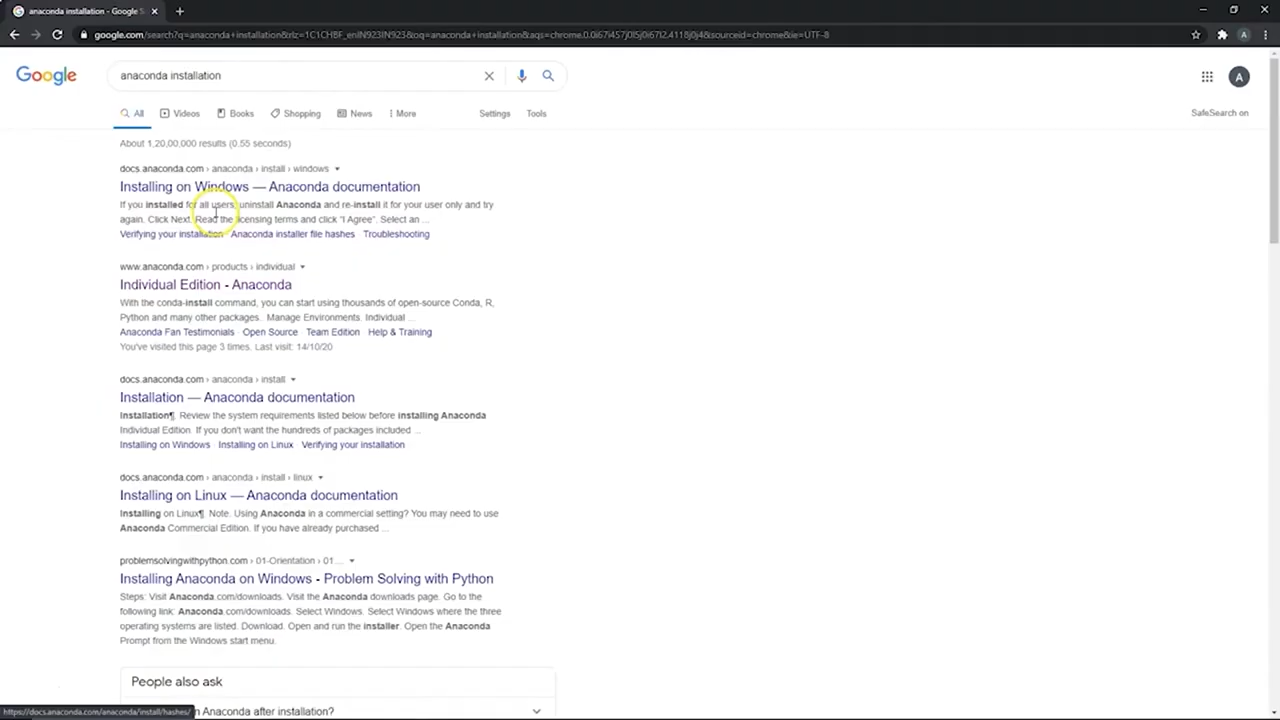 anaconda installation - Google S
google.com/search?q=anaconda+installation&rlz=1C1CHBF_enIN923IN923&oq=anaconda+installation&aqs=chrome.0.0i67i457j0l5j0i67l2.4118j0j4&sourceid=chrome&ie=UTF-8
A
Google
anaconda installation
A
All
Videos
Books
Shopping
News
More
Settings
Tools
SafeSearch on
About 1,20,00,000 results (0.55 seconds)
docs.anaconda.com › anaconda › install › windows
Installing on Windows — Anaconda documentation
If you installed for all users, uninstall Anaconda and re-install it for your user only and try
again. Click Next. Read the licensing terms and click "I Agree". Select an ...
Verifying your installation · Anaconda installer file hashes · Troubleshooting
www.anaconda.com › products › individual
Individual Edition - Anaconda
With the conda-install command, you can start using thousands of open-source Conda, R,
Python and many other packages. Manage Environments. Individual ...
Anaconda Fan Testimonials · Open Source · Team Edition · Help & Training
You've visited this page 3 times. Last visit: 14/10/20
docs.anaconda.com › anaconda › install
Installation — Anaconda documentation
Installation¶. Review the system requirements listed below before installing Anaconda
Individual Edition. If you don't want the hundreds of packages included ...
Installing on Windows · Installing on Linux · Verifying your installation
docs.anaconda.com › anaconda › install › linux
Installing on Linux — Anaconda documentation
Installing on Linux¶. Note. Using Anaconda in a commercial setting? You may need to use
Anaconda Commercial Edition. If you have already purchased ...
problemsolvingwithpython.com › 01-Orientation › 01...
Installing Anaconda on Windows - Problem Solving with Python
Steps: Visit Anaconda.com/downloads. Visit the Anaconda downloads page. Go to the
following link: Anaconda.com/downloads. Select Windows. Select Windows where the three
operating systems are listed. Download. Open and run the installer. Open the Anaconda
Prompt from the Windows start menu.
People also ask
n Anaconda after installation?
https://docs.anaconda.com/anaconda/install/hashes/